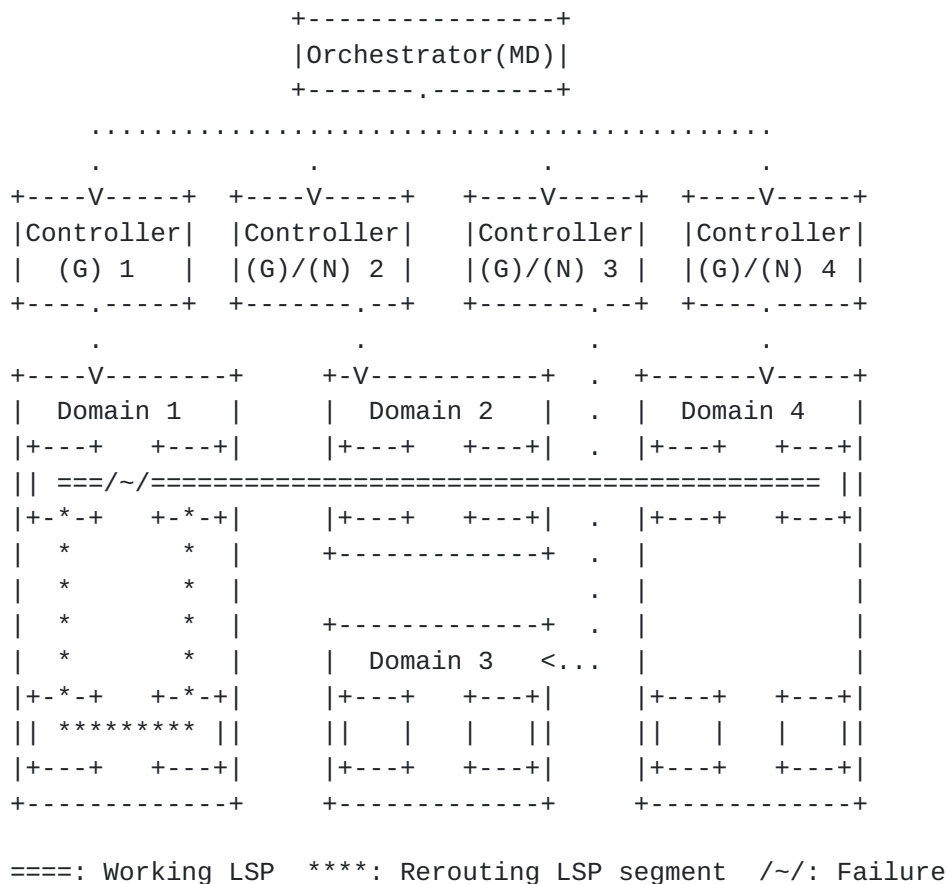 +----------------+
                  |Orchestrator(MD)|
                  +-------.--------+
     ............................................
     .             .              .             .
+----V-----+  +----V-----+   +----V-----+  +----V-----+
|Controller|  |Controller|   |Controller|  |Controller|
|  (G) 1   |  |(G)/(N) 2 |   |(G)/(N) 3 |  |(G)/(N) 4 |
+----.-----+  +-------.--+   +-------.--+  +----.-----+
     .                .              .          .
+----V--------+     +-V-----------+  .  +-------V-----+
|  Domain 1   |     |  Domain 2   |  .  |  Domain 4   |
|+---+   +---+|     |+---+   +---+|  .  |+---+   +---+|
|| ===/~/=========================================== ||
|+-*-+   +-*-+|     |+---+   +---+|  .  |+---+   +---+|
|  *       *  |     +-------------+  .  |             |
|  *       *  |                      .  |             |
|  *       *  |     +-------------+  .  |             |
|  *       *  |     |  Domain 3   <...  |             |
|+-*-+   +-*-+|     |+---+   +---+|     |+---+   +---+|
|| ********* ||     ||   |   |   ||     ||   |   |   ||
|+---+   +---+|     |+---+   +---+|     |+---+   +---+|
+-------------+     +-------------+     +-------------+
====: Working LSP  ****: Rerouting LSP segment  /~/: Failure